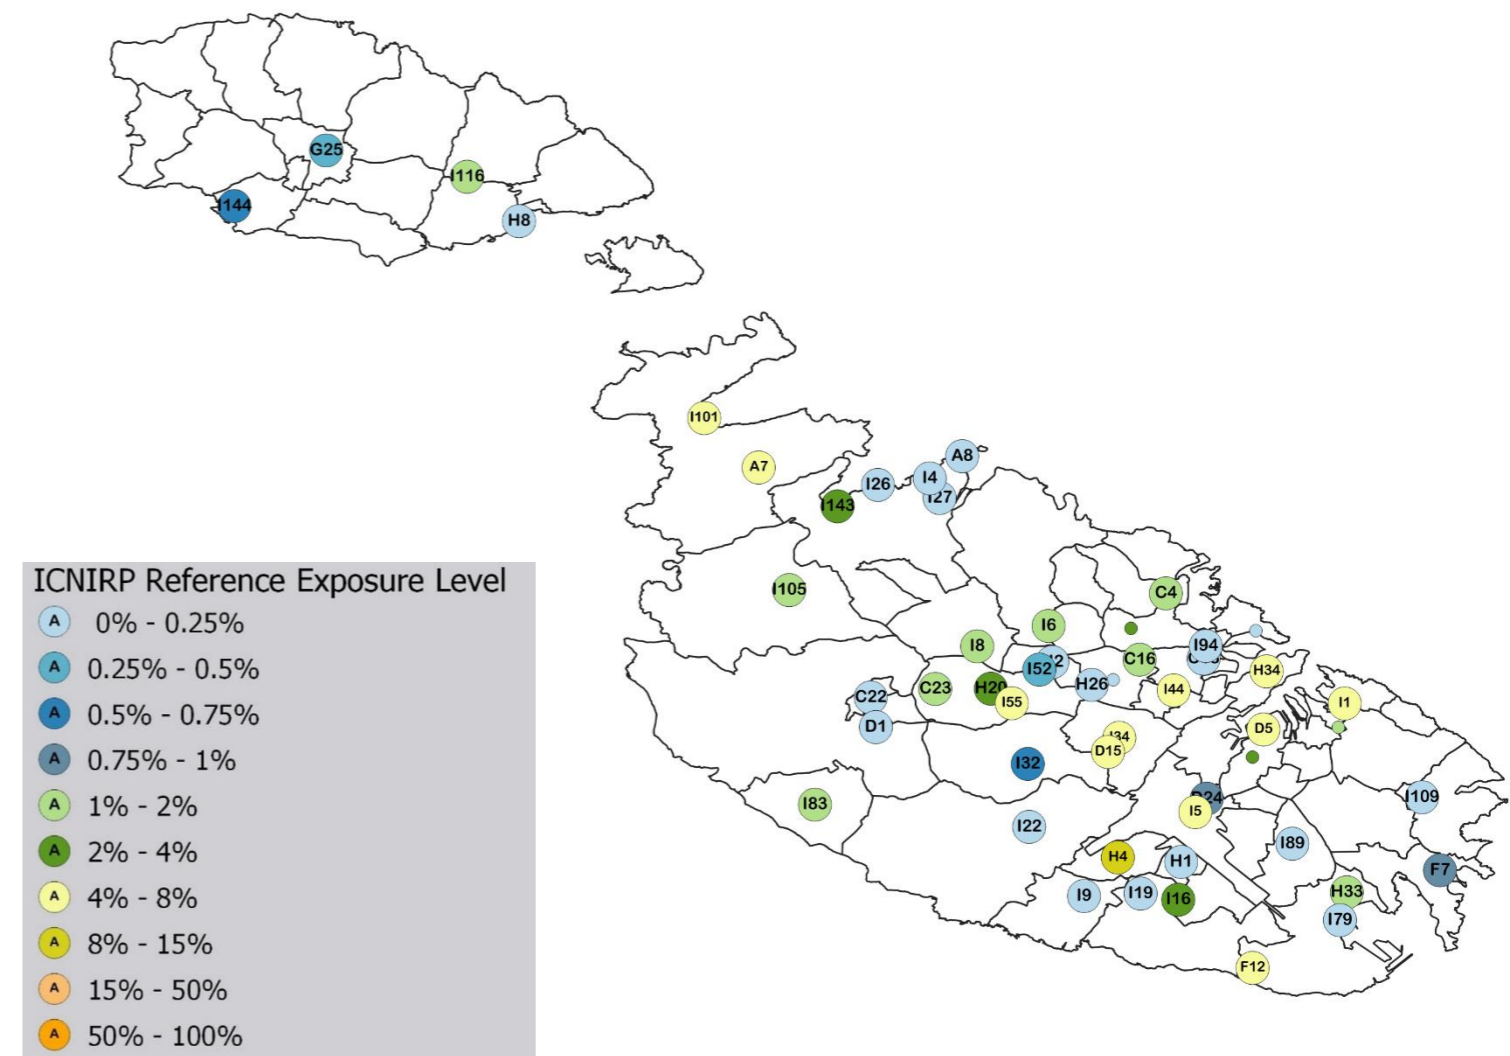 G25
I116
I144
H8
I101
A7
A8
I4
I26
I27
I143
I105
C4
I6
I94
I8
C16
I52
H34
H26
C23
H20
I44
C22
I55
I1
D1
D5
I34
D15
I32
I109
I83
I5
I22
I89
H4
H1
F7
H33
I9
I19
I16
I79
F12
ICNIRP Reference Exposure Level
A 0% - 0.25%
A 0.25% - 0.5%
A 0.5% - 0.75%
A 0.75% - 1%
A 1% - 2%
A 2% - 4%
A 4% - 8%
A 8% - 15%
A 15% - 50%
A 50% - 100%